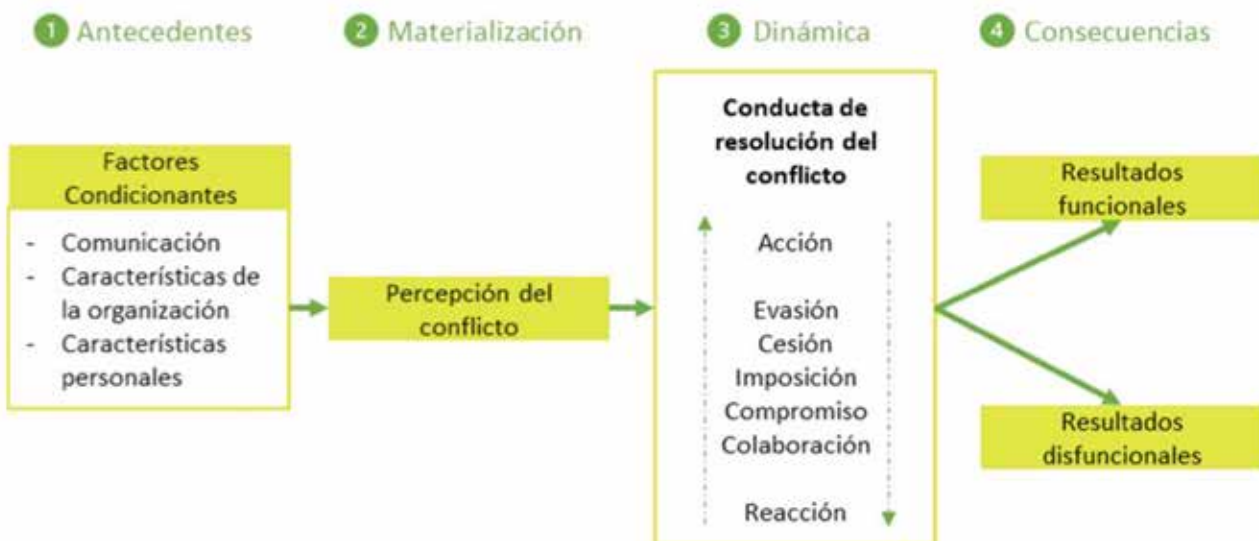 1 Antecedentes
2 Materialización
3 Dinámica
4 Consecuencias
Factores
Condicionantes
- Comunicación
- Características de
la organización
- Características
personales
Percepción del
conflicto
Conducta de
resolución del
conflicto
Acción
Evasión
Cesión
Imposición
Compromiso
Colaboración
Reacción
Resultados
funcionales
Resultados
disfuncionales